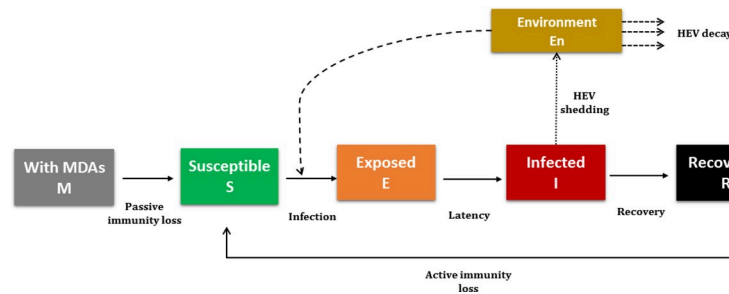 Environment
En
HEV decay
HEV
shedding
With MDAs
M
Susceptible
S
Exposed
E
Infected
I
Recov
R
Passive
immunity loss
Infection
Latency
Recovery
Active immunity
loss